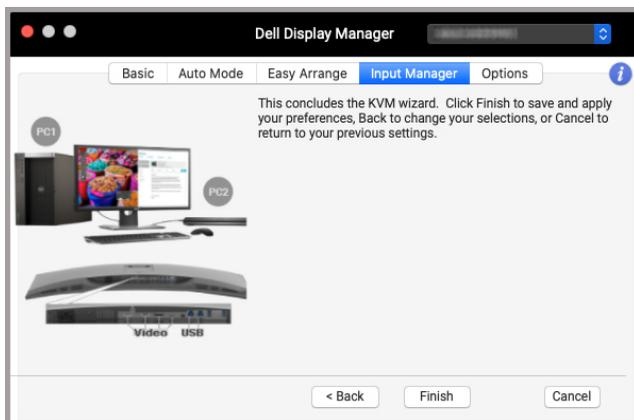 Dell Display Manager
Basic
Auto Mode
Easy Arrange
Input Manager
Options
i
This concludes the KVM wizard.  Click Finish to save and apply
your preferences, Back to change your selections, or Cancel to
return to your previous settings.
PC1
PC2
Video
USB
< Back
Finish
Cancel